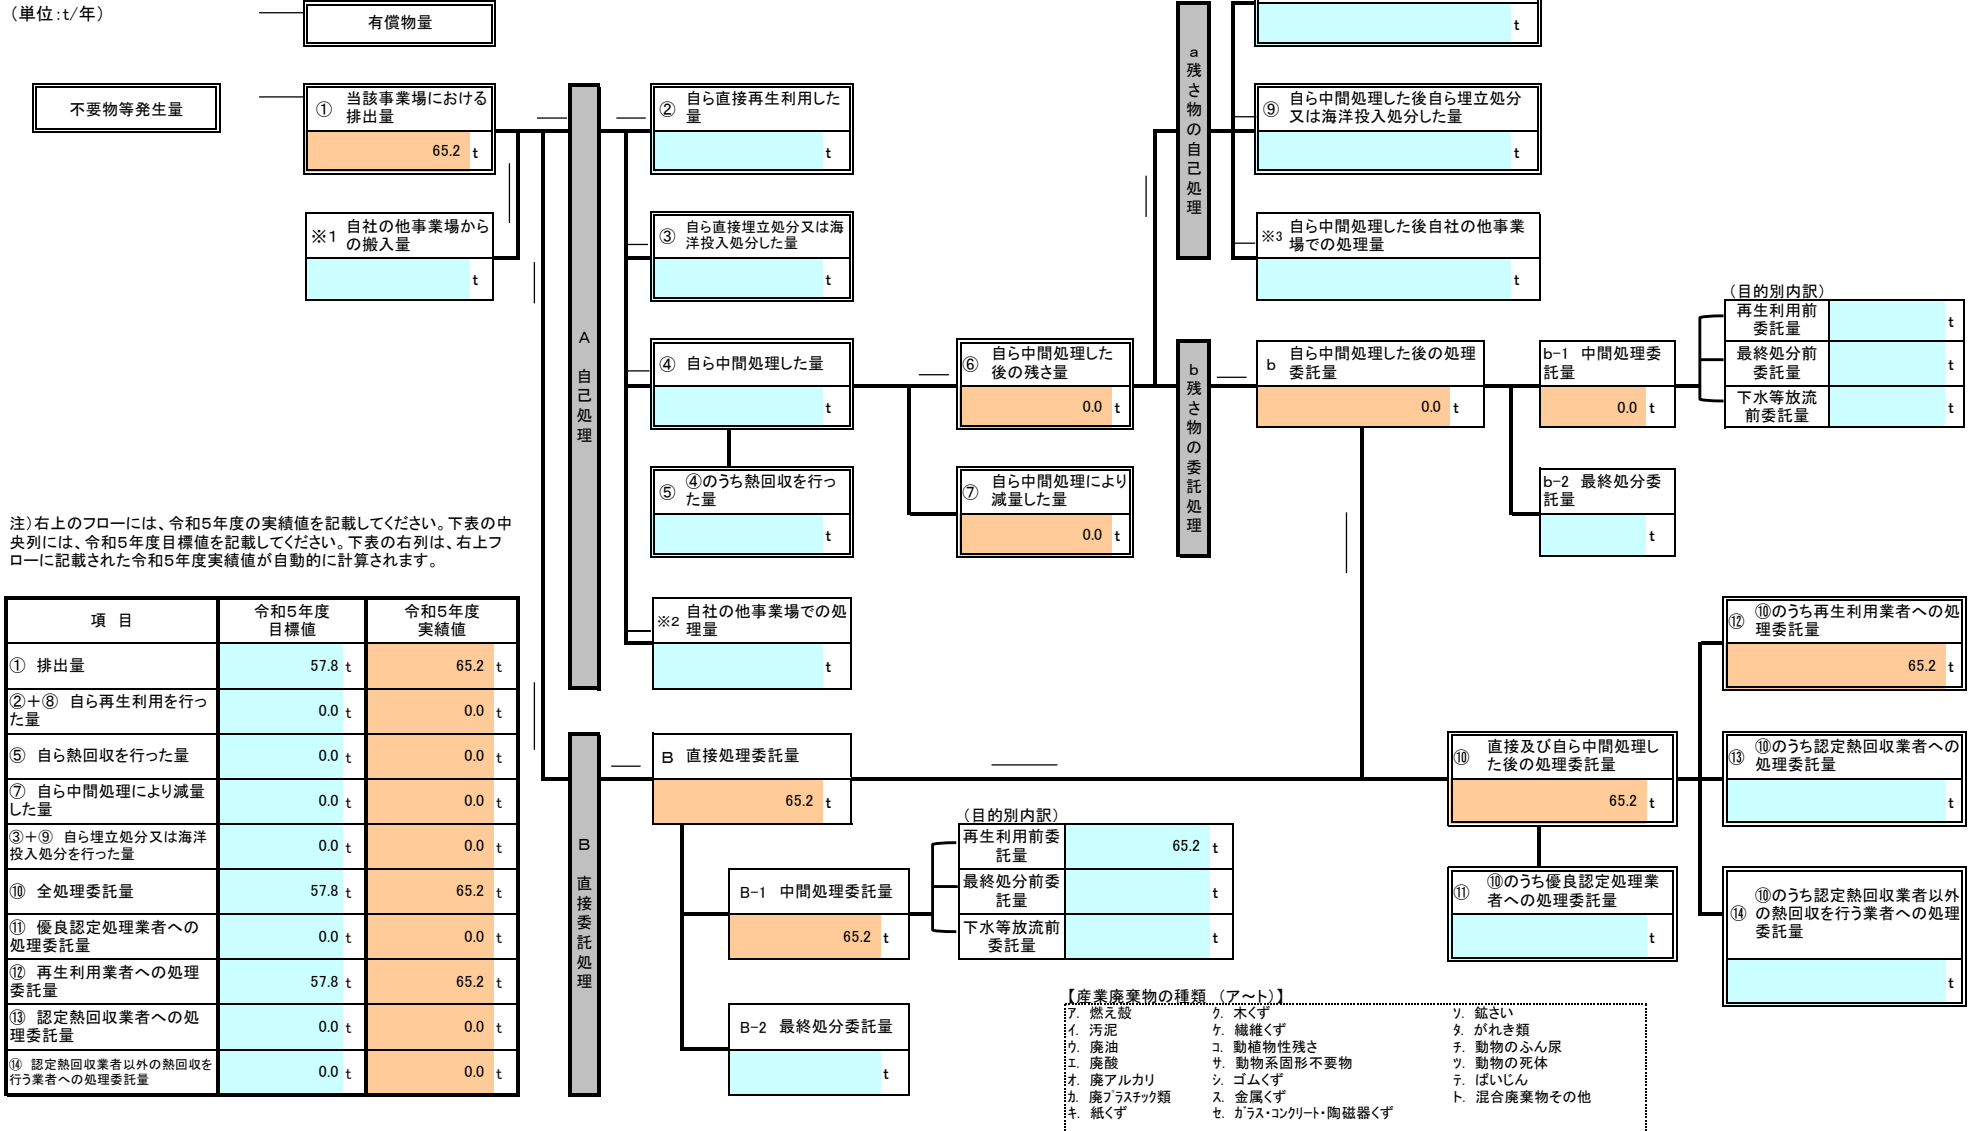 (単位:t/年)
有償物量
t
不要物等発生量
① 当該事業場における
排出量
65.2 t
※1 自社の他事業場から
の搬入量
t
A 自己処理
② 自ら直接再生利用した
量
t
③ 自ら直接埋立処分又は海
洋投入処分した量
t
④ 自ら中間処理した量
t
⑤ ④のうち熱回収を行っ
た量
t
※2 自社の他事業場での処
理量
t
⑥ 自ら中間処理した
後の残さ量
0.0 t
⑦ 自ら中間処理により
減量した量
0.0 t
a 残さ物の自己処理
⑨ 自ら中間処理した後自ら埋立処分
又は海洋投入処分した量
t
※3 自ら中間処理した後自社の他事業
場での処理量
t
b 残さ物の委託処理
b 自ら中間処理した後の処理
委託量
0.0 t
b-1 中間処理委
託量
0.0 t
b-2 最終処分委
託量
t
(目的別内訳)
再生利用前
委託量
t
最終処分前
委託量
t
下水等放流
前委託量
t
注)右上のフローには、令和5年度の実績値を記載してください。下表の中
央列には、令和5年度目標値を記載してください。下表の右列は、右上フ
ローに記載された令和5年度実績値が自動的に計算されます。
項 目 令和5年度
目標値 令和5年度
実績値
① 排出量 57.8 t 65.2 t
②+⑧ 自ら再生利用を行っ
た量 0.0 t 0.0 t
⑤ 自ら熱回収を行った量 0.0 t 0.0 t
⑦ 自ら中間処理により減量
した量 0.0 t 0.0 t
③+⑨ 自ら埋立処分又は海洋
投入処分を行った量 0.0 t 0.0 t
⑩ 全処理委託量 57.8 t 65.2 t
⑪ 優良認定処理業者への
処理委託量 0.0 t 0.0 t
⑫ 再生利用業者への処理
委託量 57.8 t 65.2 t
⑬ 認定熱回収業者への処
理委託量 0.0 t 0.0 t
⑭ 認定熱回収業者以外の熱回収を
行う業者への処理委託量 0.0 t 0.0 t
B 直接委託処理
B 直接処理委託量
65.2 t
B-1 中間処理委託量
65.2 t
B-2 最終処分委託量
t
(目的別内訳)
再生利用前委
託量
65.2 t
最終処分前委
託量
t
下水等放流前
委託量
t
⑩ 直接及び自ら中間処理し
た後の処理委託量
65.2 t
⑪ ⑩のうち優良認定処理業
者への処理委託量
t
⑫ ⑩のうち再生利用業者への処
理委託量
65.2 t
⑬ ⑩のうち認定熱回収業者への
処理委託量
t
⑭ ⑩のうち認定熱回収業者以外
の熱回収を行う業者への処理
委託量
t
【産業廃棄物の種類 (ア~ト)】
ア. 燃え殻 ク. 木くず ソ. 鉱さい
イ. 汚泥 ケ. 繊維くず タ. がれき類
ウ. 廃油 コ. 動植物性残さ チ. 動物のふん尿
エ. 廃酸 サ. 動物系固形不要物 ツ. 動物の死体
オ. 廃アルカリ シ. ゴムくず テ. ばいじん
カ. 廃プラスチック類 ス. 金属くず ト. 混合廃棄物その他
キ. 紙くず セ. ガラス・コンクリート・陶磁器くず